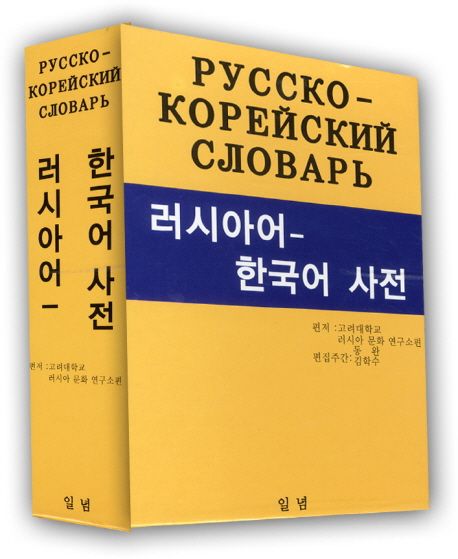 РУССКО-
КОРЕЙСКИЙ
СЛОВАРЬ
러시아어-
한국어 사전
편저 :고려대학교
러시아 문화 연구소편
일 념
РУССКО-
КОРЕЙСКИЙ
СЛОВАРЬ
러시아어-
한국어 사전
편저 :고려대학교
러시아 문화 연구소편
동 완
편집주간:김학수
일 념